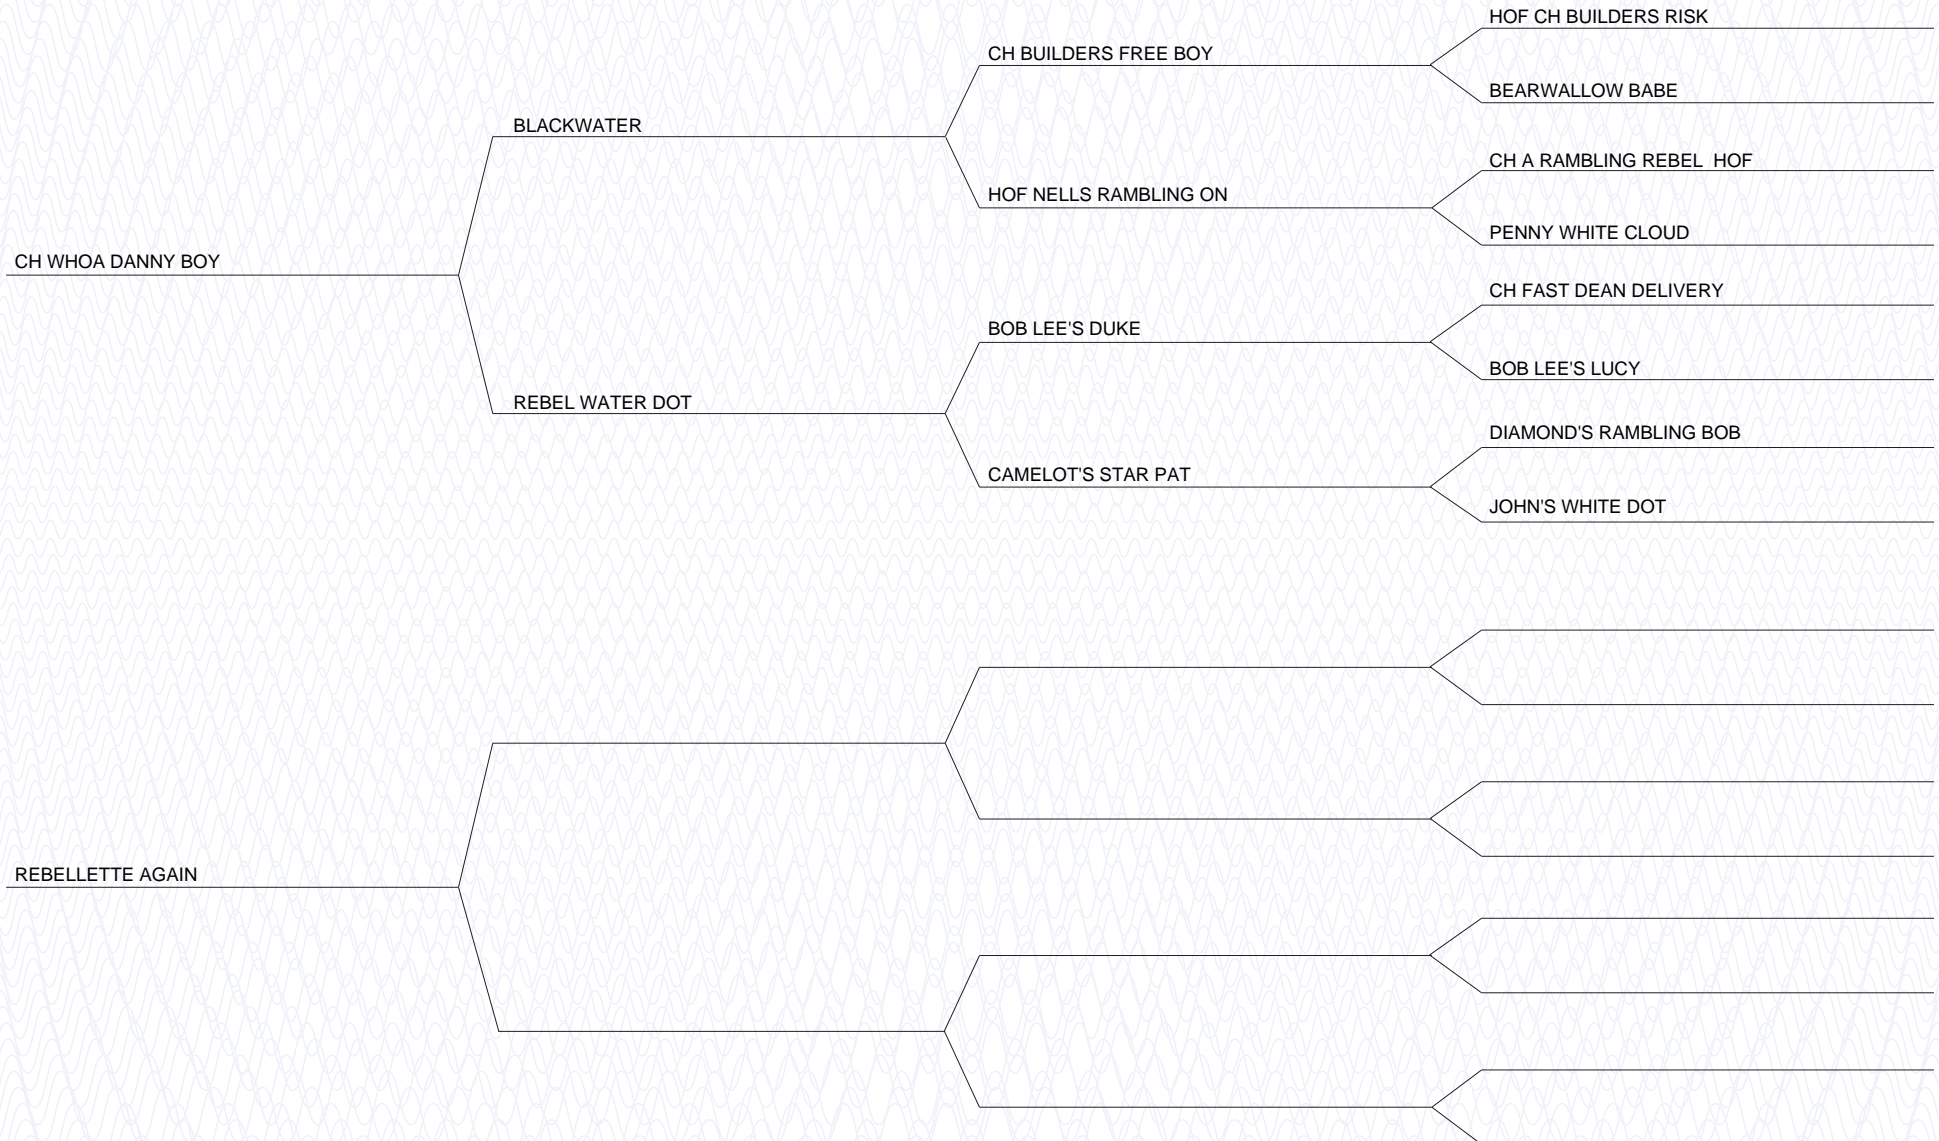 HOF CH BUILDERS RISK
CH BUILDERS FREE BOY
BEARWALLOW BABE
BLACKWATER
CH A RAMBLING REBEL  HOF
HOF NELLS RAMBLING ON
PENNY WHITE CLOUD
CH WHOA DANNY BOY
CH FAST DEAN DELIVERY
BOB LEE'S DUKE
BOB LEE'S LUCY
REBEL WATER DOT
DIAMOND'S RAMBLING BOB
CAMELOT'S STAR PAT
JOHN'S WHITE DOT
REBELLETTE AGAIN